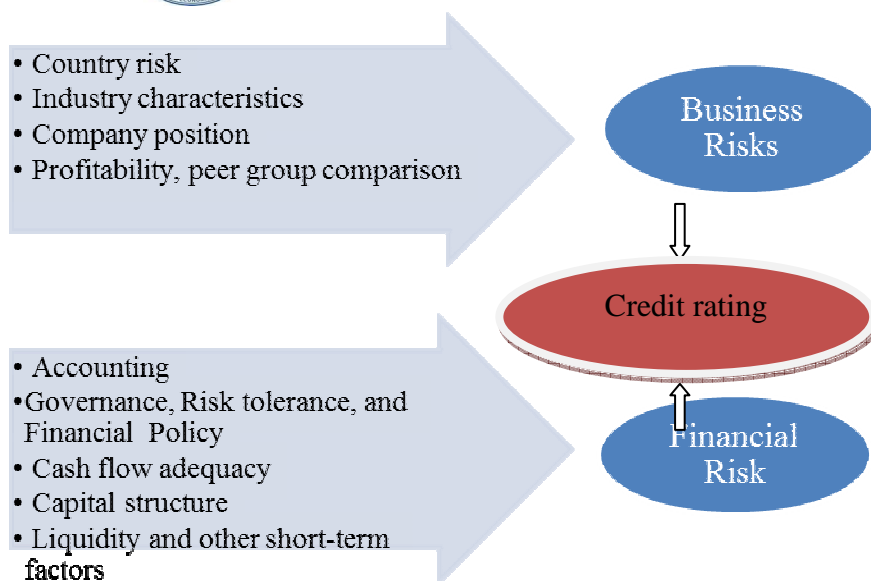 • Country risk
• Industry characteristics
• Company position
• Profitability, peer group comparison
Business
Risks
Credit rating
• Accounting
•Governance, Risk tolerance, and
Financial Policy
• Cash flow adequacy
• Capital structure
• Liquidity and other short-term
factors
Financial
Risk